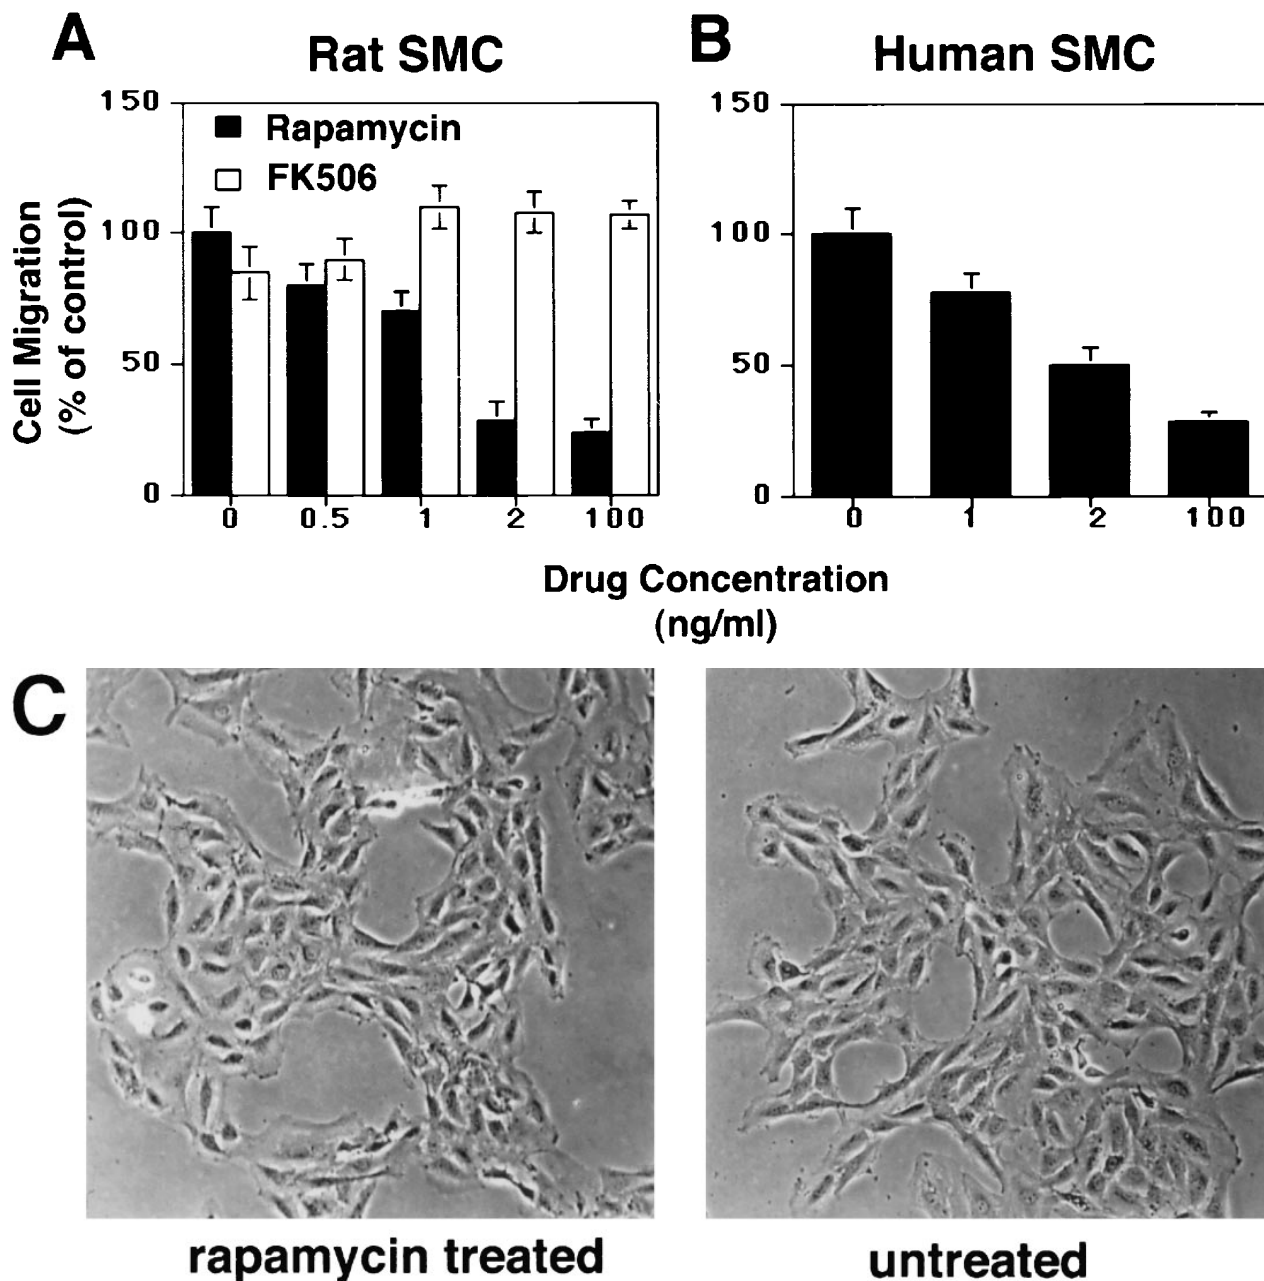 A
Rat SMC
150
100
50
0
Cell Migration
(% of control)
Rapamycin
FK506
0 0.5 1 2 100
B
Human SMC
150
100
50
0
0 1 2 100
Drug Concentration
(ng/ml)
C
rapamycin treated
untreated